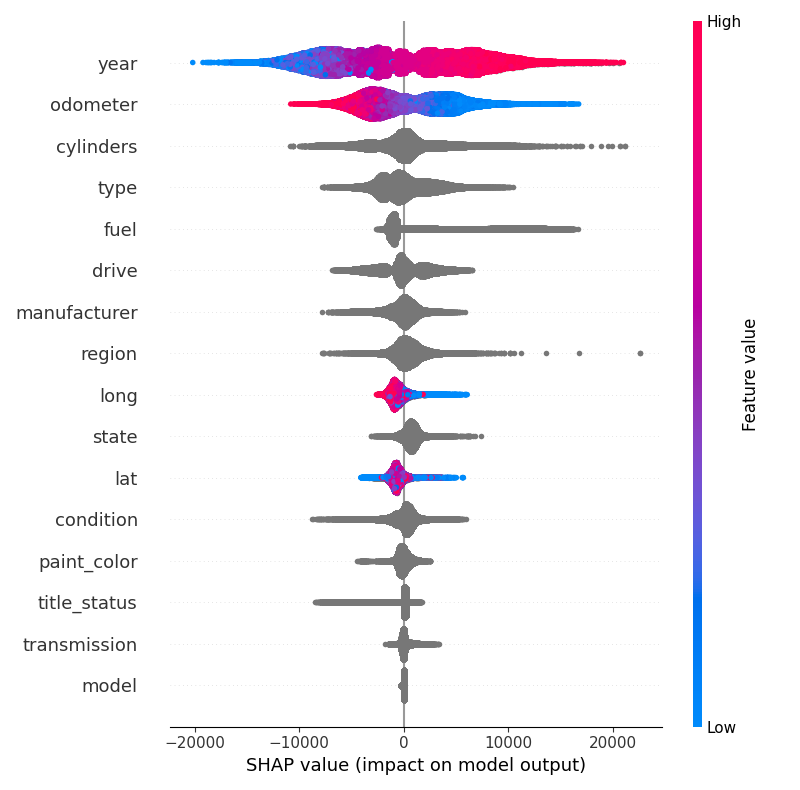 High
year
odometer
cylinders
type
fuel
drive
manufacturer
region
long
state
lat
condition
paint_color
title_status
transmission
model
Low
Feature value
−20000 −10000 0 10000 20000
SHAP value (impact on model output)